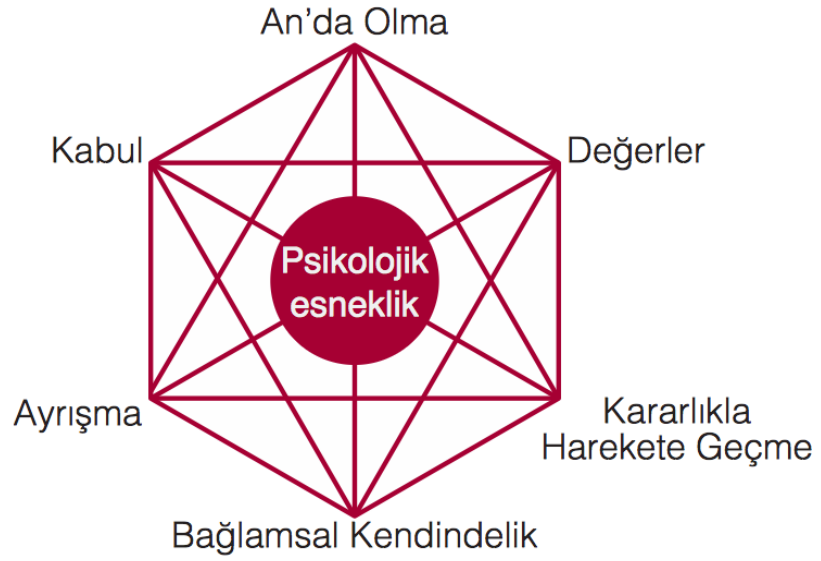 An'da Olma
Kabul
Değerler
Psikolojik
esneklik
Ayrışma
Kararlıkla
Harekete Geçme
Bağlamsal Kendindelik